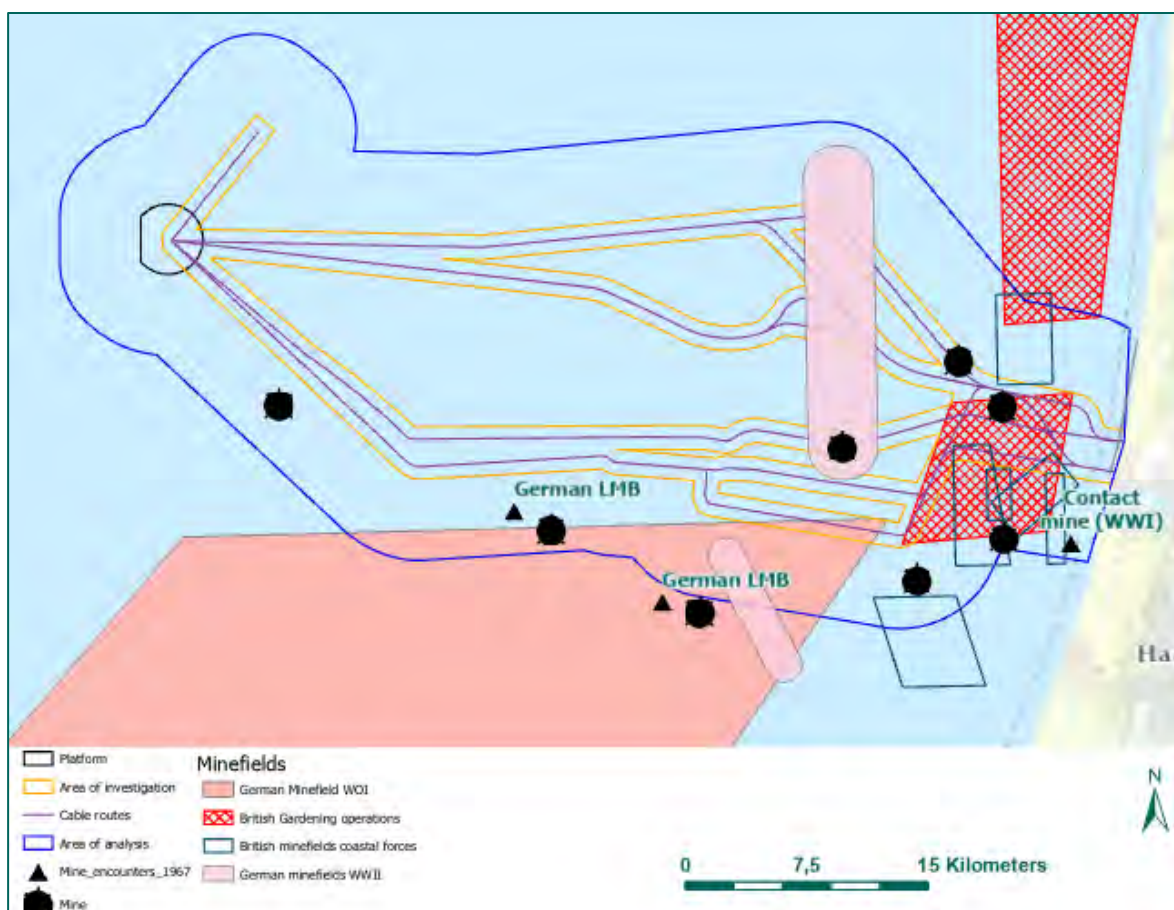 German LMB
German LMB
Contact
mine (WWI)
Ha
Platform
Area of investigation
Cable routes
Area of analysis
Mine_encounters_1967
Mine
Minefields
German Minefield WOI
British Gardening operations
British minefields coastal forces
German minefields WWII
N
0 7,5 15 Kilometers